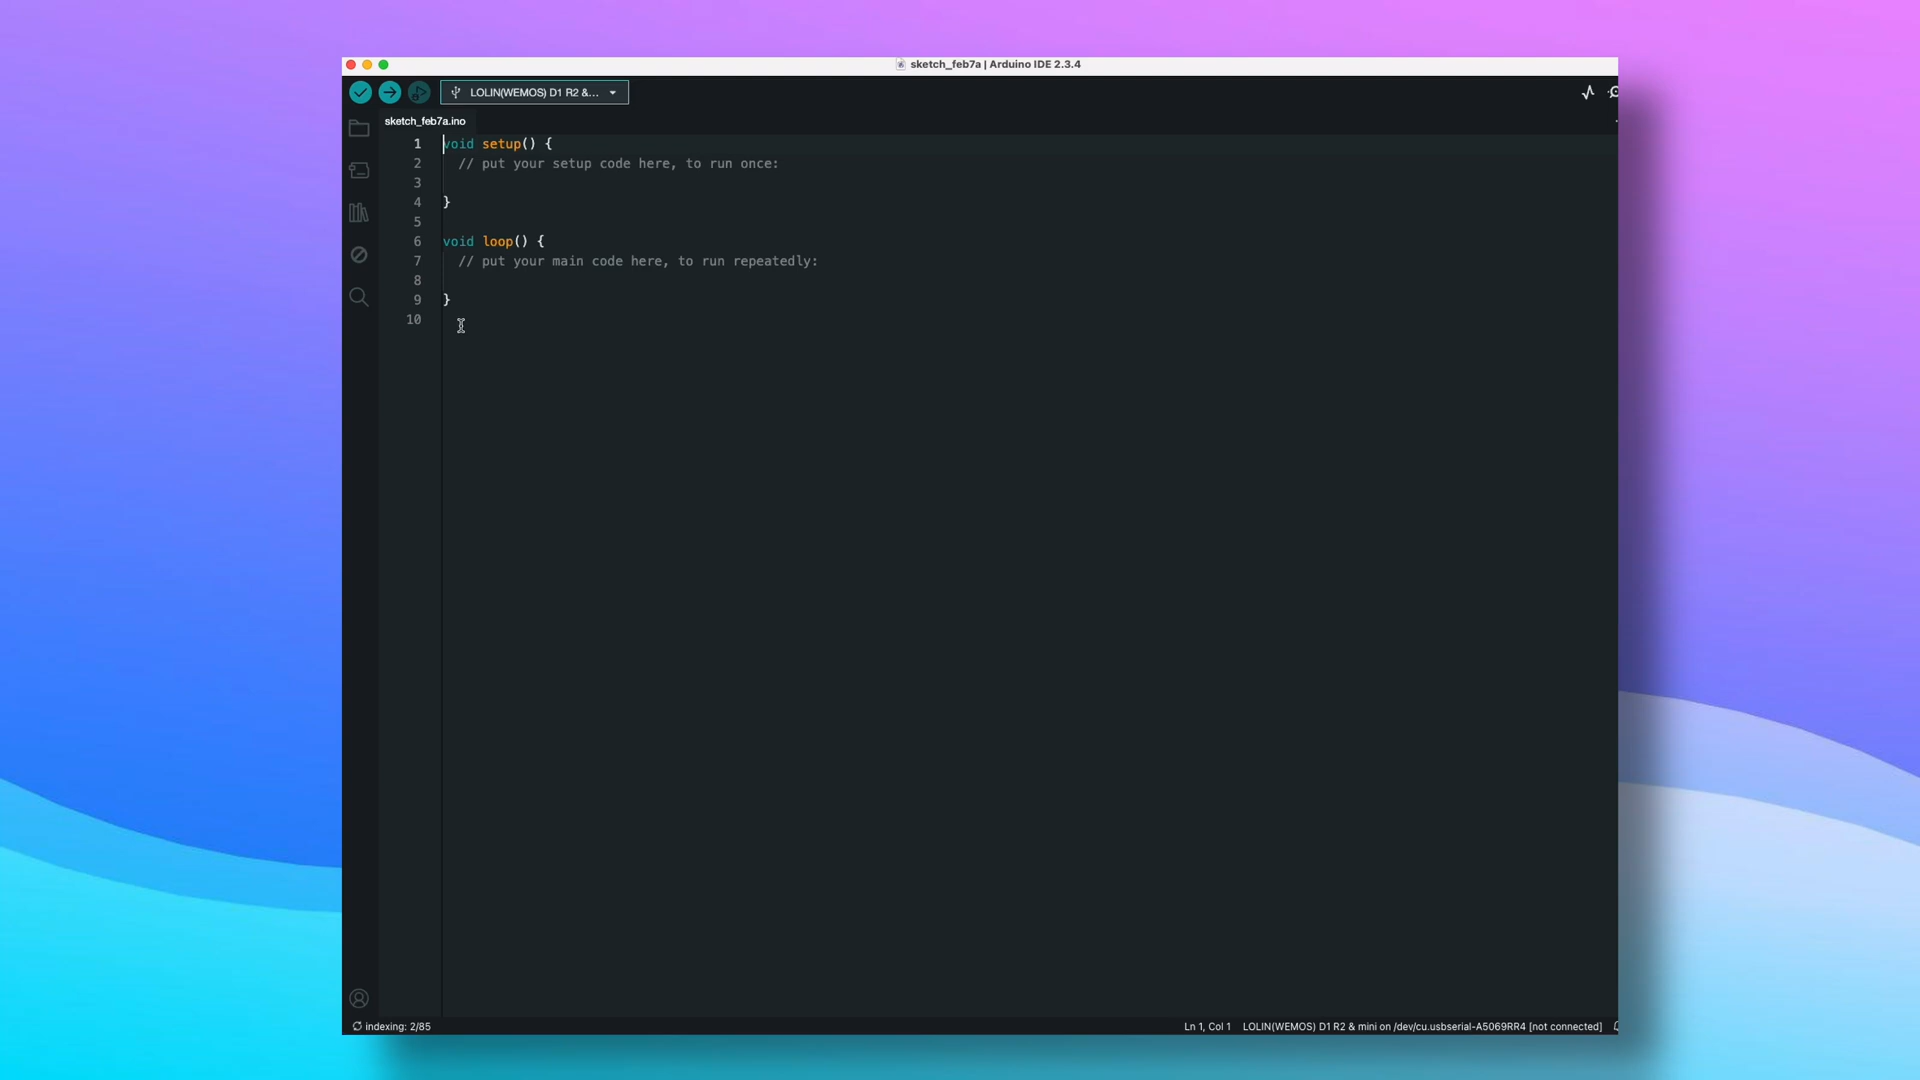 sketch_feb7a | Arduino IDE 2.3.4
LOLIN(WEMOS) D1 R2 &...
sketch_feb7a.ino
1 void setup() {
2 // put your setup code here, to run once:
3
4 }
5
6 void loop() {
7 // put your main code here, to run repeatedly:
8
9 }
10
indexing: 2/85 Ln 1, Col 1 LOLIN(WEMOS) D1 R2 & mini on /dev/cu.usbserial-A5069RR4 [not connected]